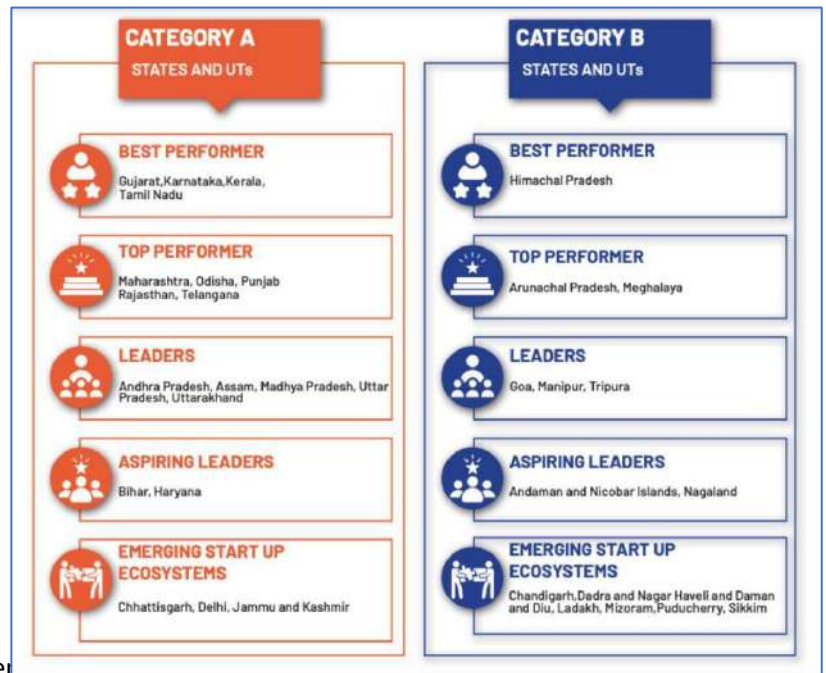 CATEGORY A
STATES AND UTs
BEST PERFORMER
Gujarat,Karnataka,Kerala,
Tamil Nadu
TOP PERFORMER
Maharashtra, Odisha, Punjab
Rajasthan, Telangana
LEADERS
Andhra Pradesh, Assam, Madhya Pradesh, Uttar
Pradesh, Uttarakhand
ASPIRING LEADERS
Bihar, Haryana
EMERGING START UP
ECOSYSTEMS
Chhattisgarh, Delhi, Jammu and Kashmir
CATEGORY B
STATES AND UTs
BEST PERFORMER
Himachal Pradesh
TOP PERFORMER
Arunachal Pradesh, Meghalaya
LEADERS
Goa, Manipur, Tripura
ASPIRING LEADERS
Andaman and Nicobar Islands, Nagaland
EMERGING START UP
ECOSYSTEMS
Chandigarh,Dadra and Nagar Haveli and Daman
and Diu, Ladakh, Mizoram,Puducherry, Sikkim